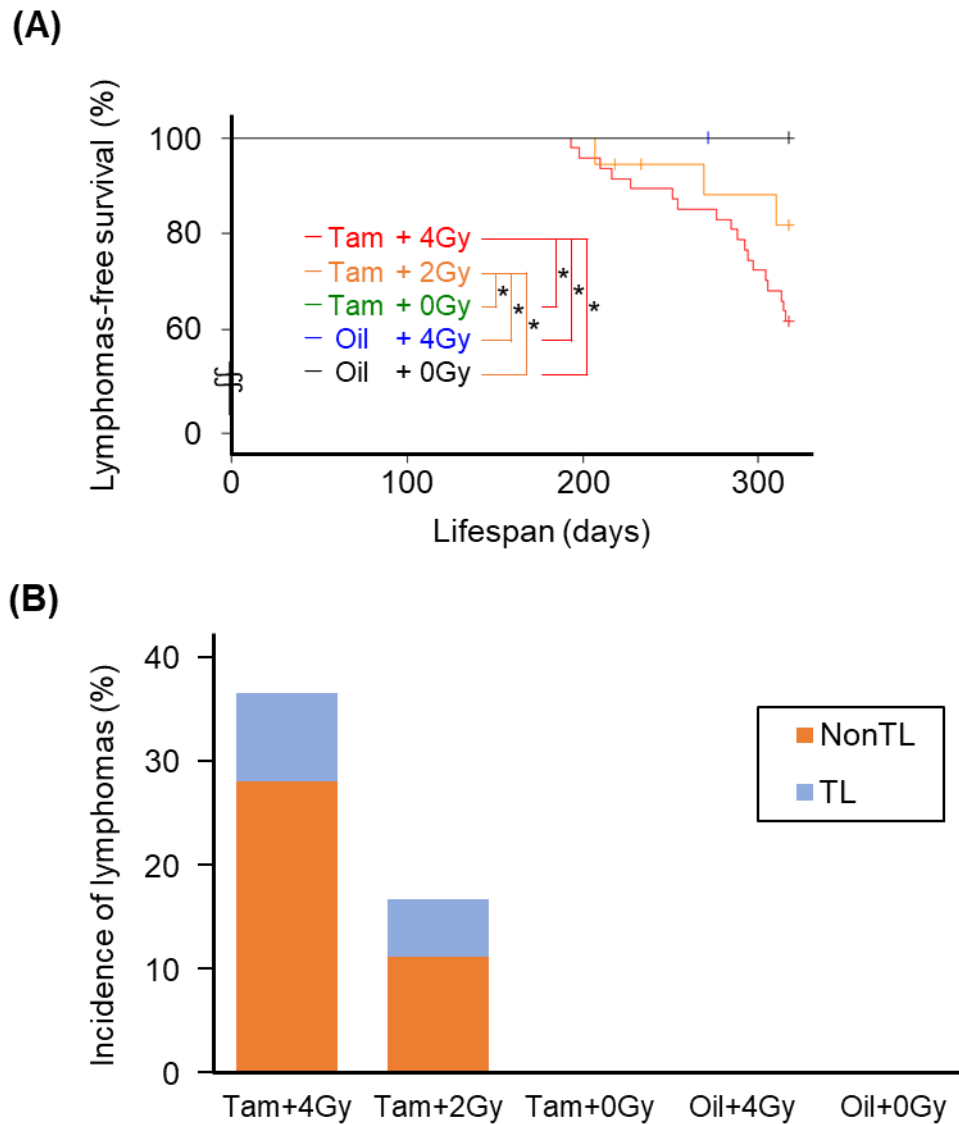 (A)
Lymphomas-free survival (%)
100
80
60
0
Tam + 4Gy
Tam + 2Gy
Tam + 0Gy
Oil + 4Gy
Oil + 0Gy
* * *
* * *
0 100 200 300
Lifespan (days)
(B)
Incidence of lymphomas (%)
40
30
20
10
0
NonTL
TL
Tam+4Gy Tam+2Gy Tam+0Gy Oil+4Gy Oil+0Gy